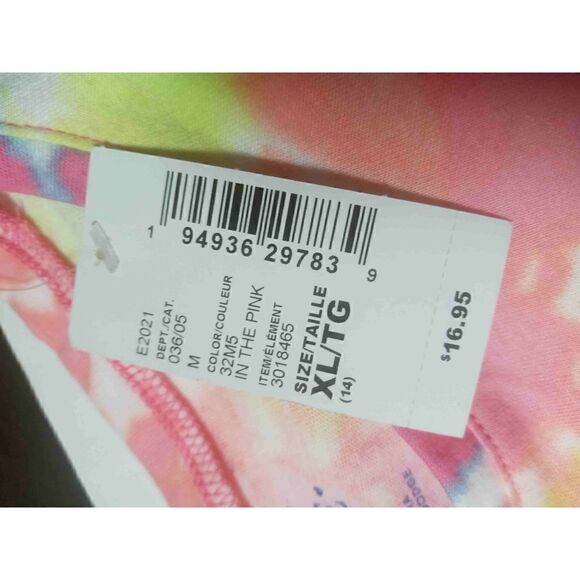 1 94936 29783 9
E2021
DEPT./CAT.
036/05
M
COLOR/COULEUR
32M5
IN THE PINK
ITEM/ÉLÉMENT
3018465
SIZE/TAILLE
XL/TG
(14)
$16.95